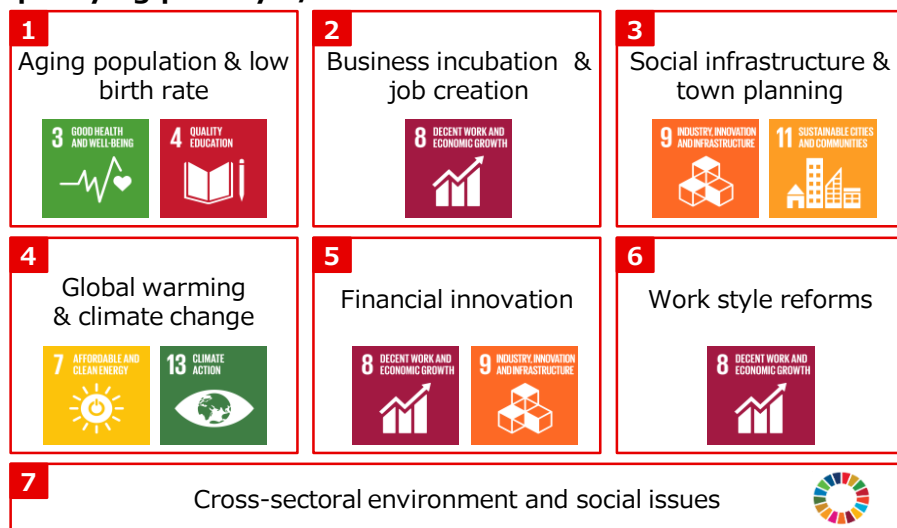 1
Aging population & low
birth rate
3 GOOD HEALTH
AND WELL-BEING
4 QUALITY
EDUCATION
2
Business incubation &
job creation
8 DECENT WORK AND
ECONOMIC GROWTH
3
Social infrastructure &
town planning
9 INDUSTRY, INNOVATION
AND INFRASTRUCTURE
11 SUSTAINABLE CITIES
AND COMMUNITIES
4
Global warming
& climate change
7 AFFORDABLE AND
CLEAN ENERGY
13 CLIMATE
ACTION
5
Financial innovation
8 DECENT WORK AND
ECONOMIC GROWTH
9 INDUSTRY, INNOVATION
AND INFRASTRUCTURE
6
Work style reforms
8 DECENT WORK AND
ECONOMIC GROWTH
7
Cross-sectoral environment and social issues